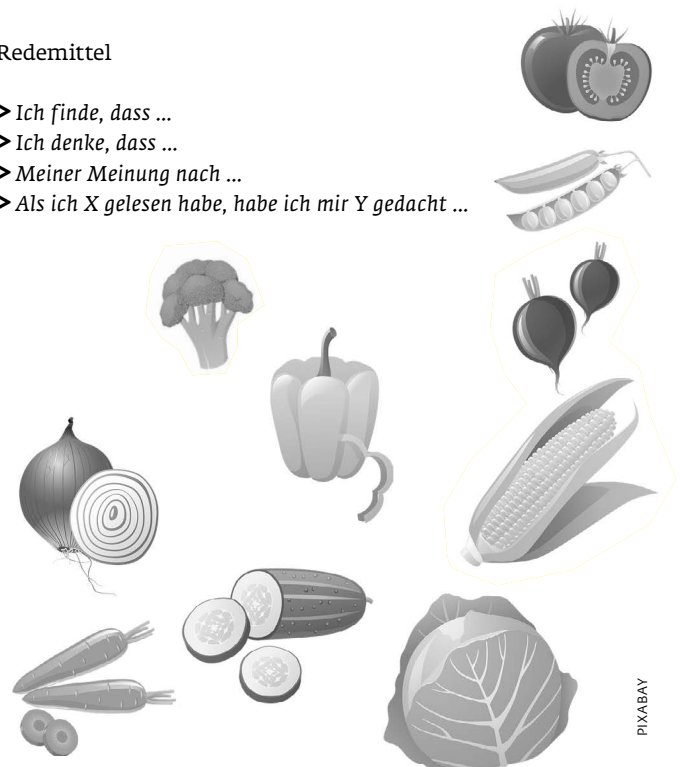 Redemittel
> Ich finde, dass ...
> Ich denke, dass ...
> Meiner Meinung nach ...
> Als ich X gelesen habe, habe ich mir Y gedacht ...
PIXABAY